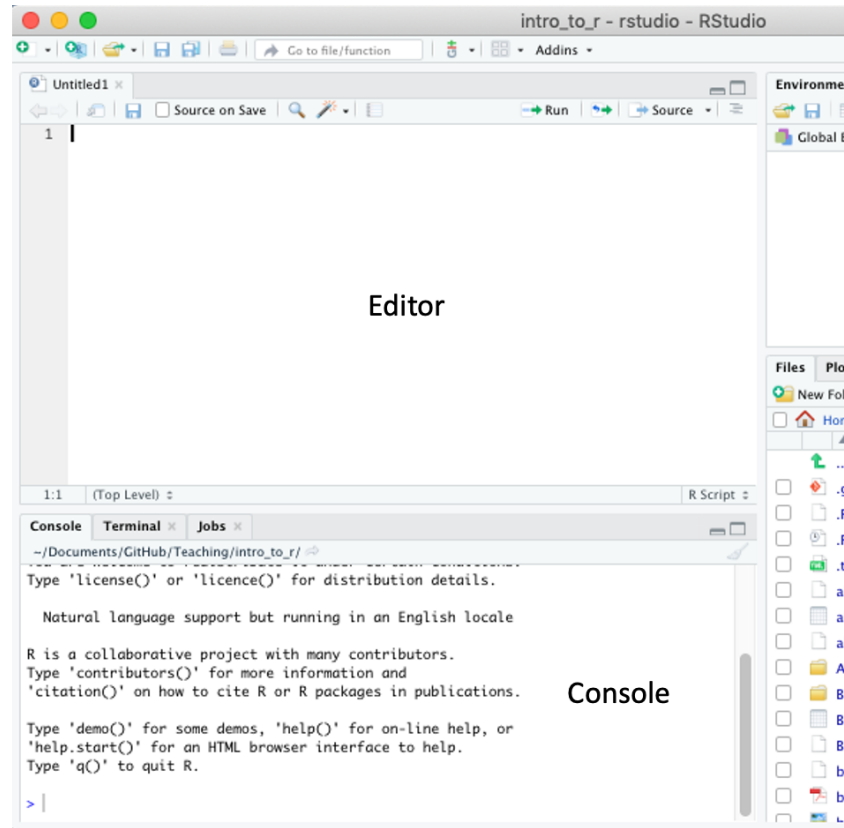 intro_to_r - rstudio - RStudio
Go to file/function
Addins
Untitled1
Source on Save
Run
Source
1
Editor
1:1
(Top Level)
R Script
Console
Terminal
Jobs
~/Documents/GitHub/Teaching/intro_to_r/
Type 'license()' or 'licence()' for distribution details.
Natural language support but running in an English locale
R is a collaborative project with many contributors.
Type 'contributors()' for more information and
'citation()' on how to cite R or R packages in publications.
Type 'demo()' for some demos, 'help()' for on-line help, or
'help.start()' for an HTML browser interface to help.
Type 'q()' to quit R.
>
Console
Environme
Global E
Files
Plo
New Fol
Hor
..
.g
.R
.R
.t
a
a
a
A
B
B
B
b
b